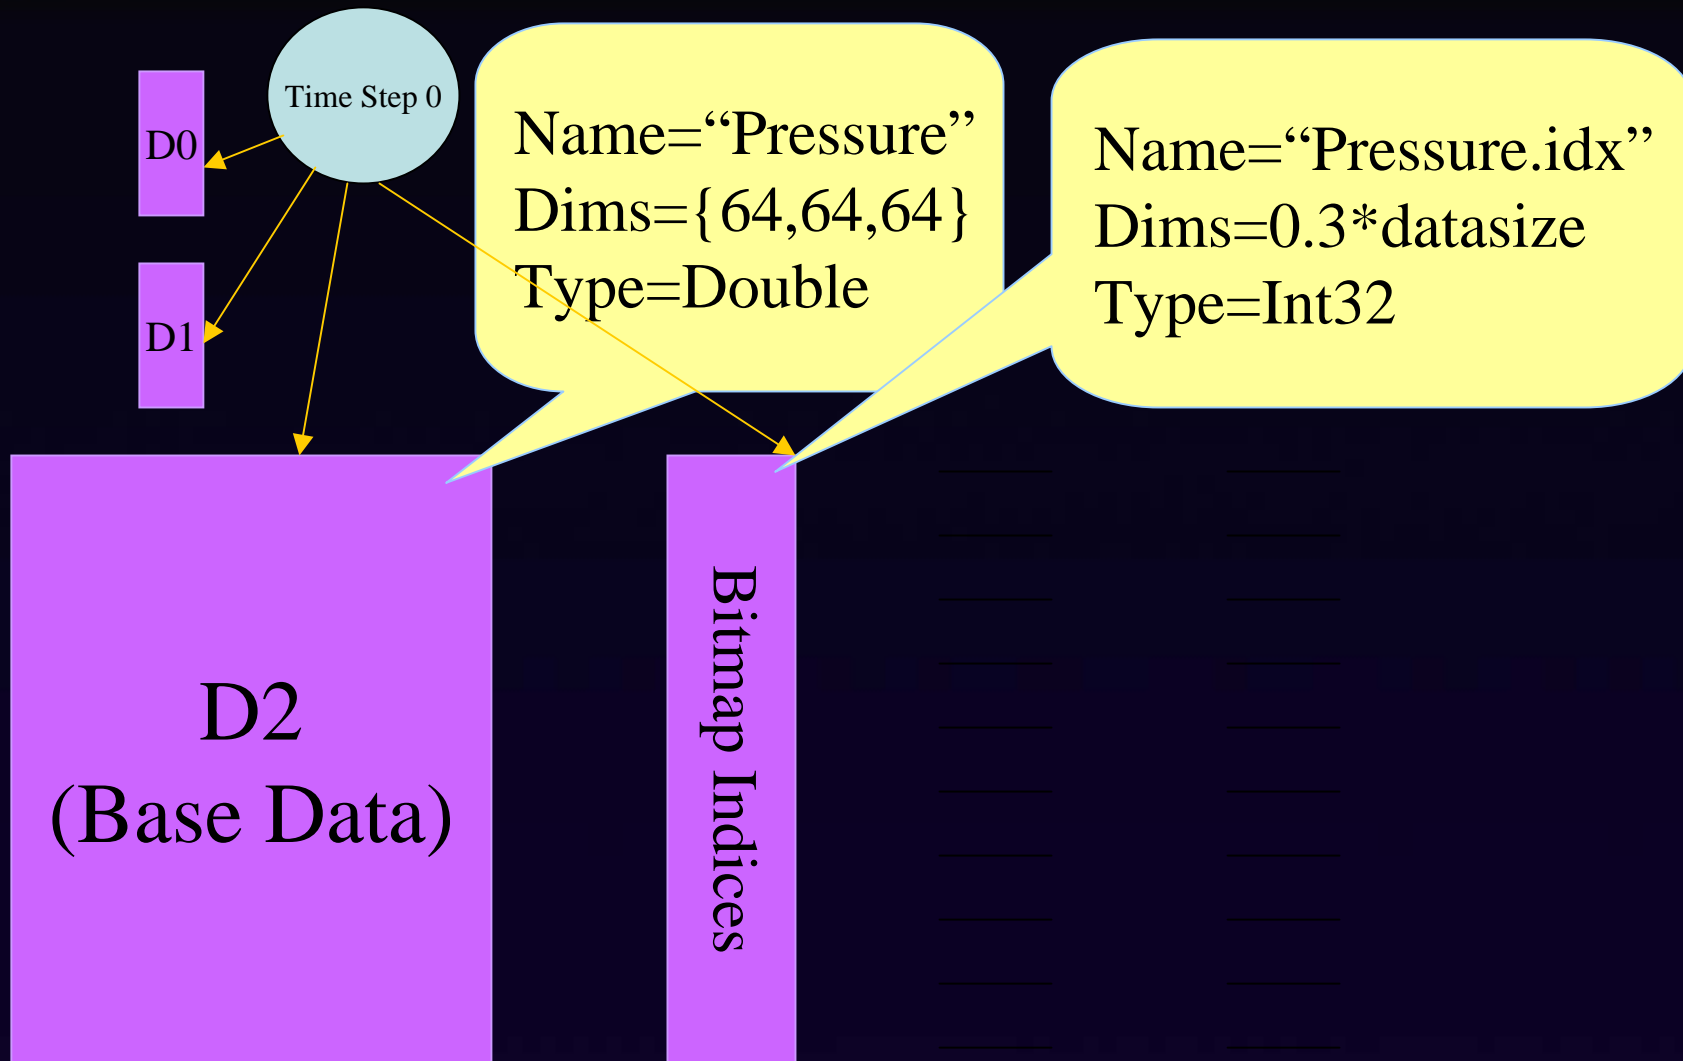 Time Step 0
D0
D1
Name=“Pressure”
Dims={64,64,64}
Type=Double
Name=“Pressure.idx”
Dims=0.3*datasize
Type=Int32
D2
(Base Data)
Bitmap Indices